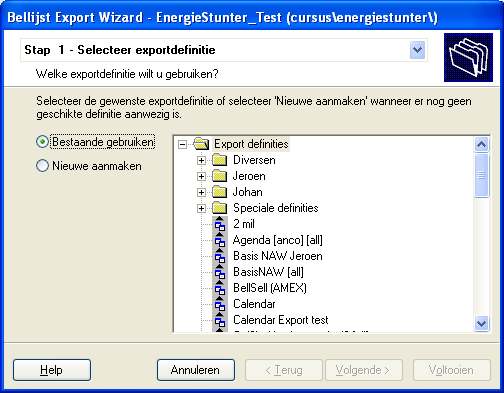 Bellijst Export Wizard - EnergieStunter_Test (cursus\energiestunter\)
Stap 1 - Selecteer exportdefinitie
Welke exportdefinitie wilt u gebruiken?
Selecteer de gewenste exportdefinitie of selecteer 'Nieuwe aanmaken' wanneer er nog geen
geschikte definitie aanwezig is.
Bestaande gebruiken
Nieuwe aanmaken
Export definities
Diversen
Jeroen
Johan
Speciale definities
2 mil
Agenda [anco] [all]
Basis NAW Jeroen
BasisNAW [all]
BellSell (AMEX)
Calendar
Calendar Export test
Help
Annuleren
< Terug
Volgende >
Voltooien